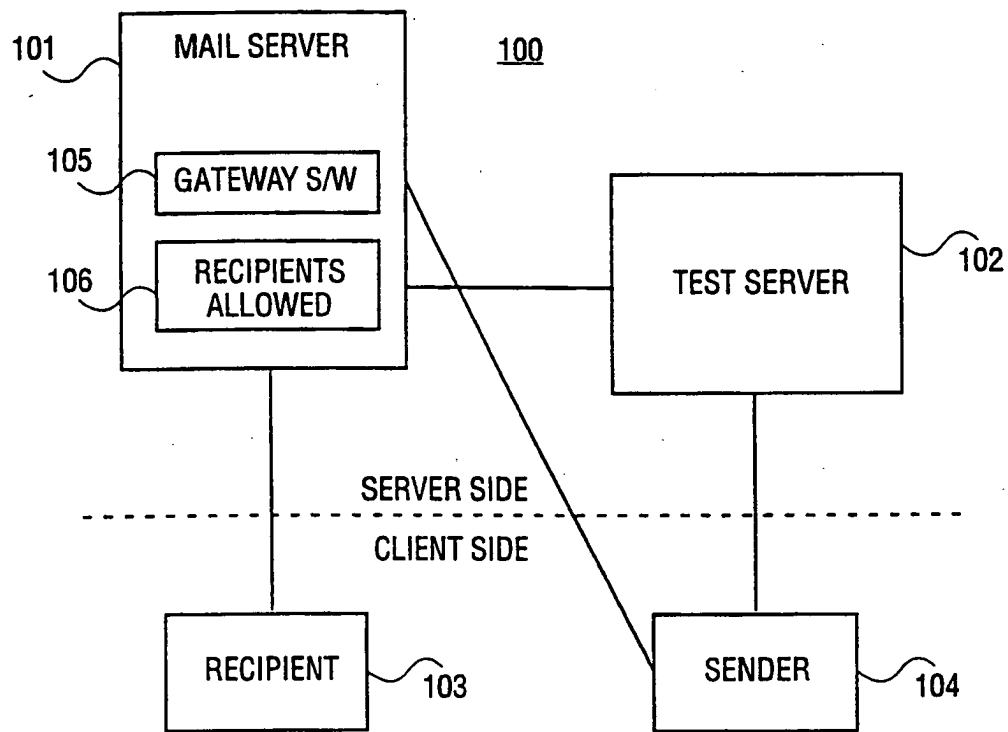 101
MAIL SERVER
100
105
GATEWAY S/W
106
RECIPIENTS
ALLOWED
TEST SERVER
102
SERVER SIDE
CLIENT SIDE
RECIPIENT
103
SENDER
104